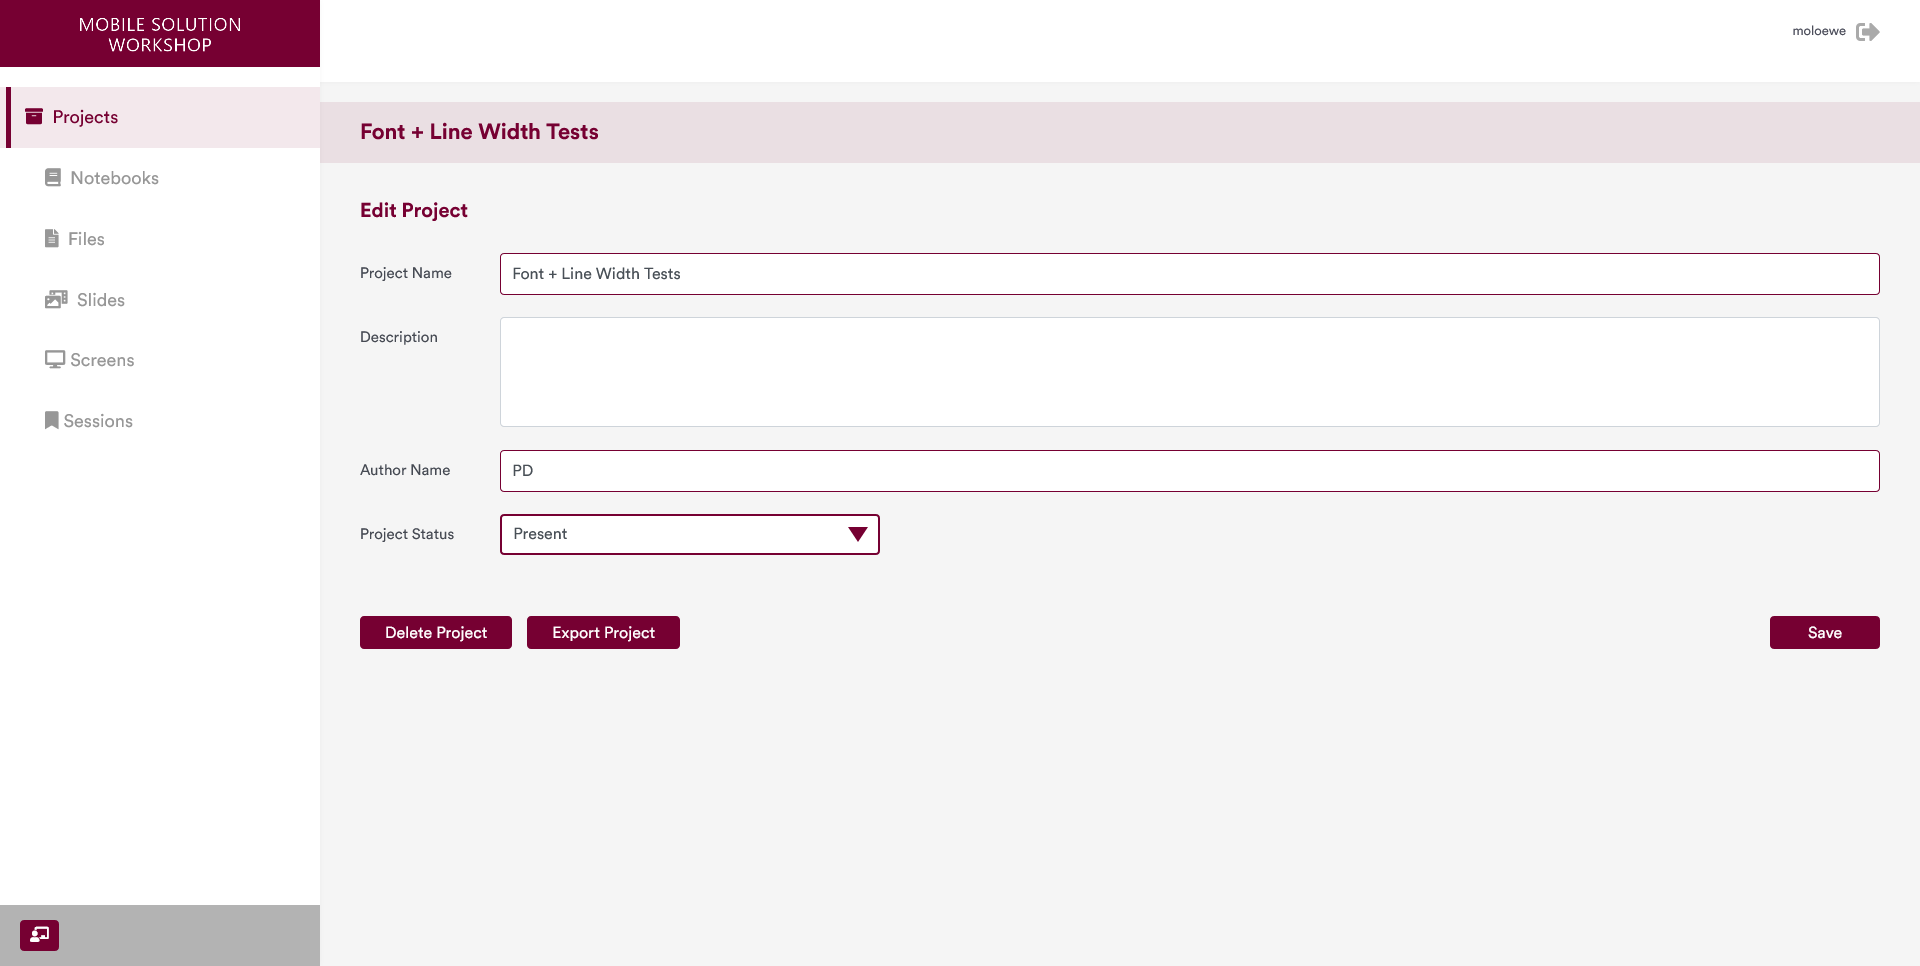 MOBILE SOLUTION
WORKSHOP
moloewe
Projects
Notebooks
Files
Slides
Screens
Sessions
Font + Line Width Tests
Edit Project
Project Name
Font + Line Width Tests
Description
Author Name
PD
Project Status
Present
Delete Project
Export Project
Save